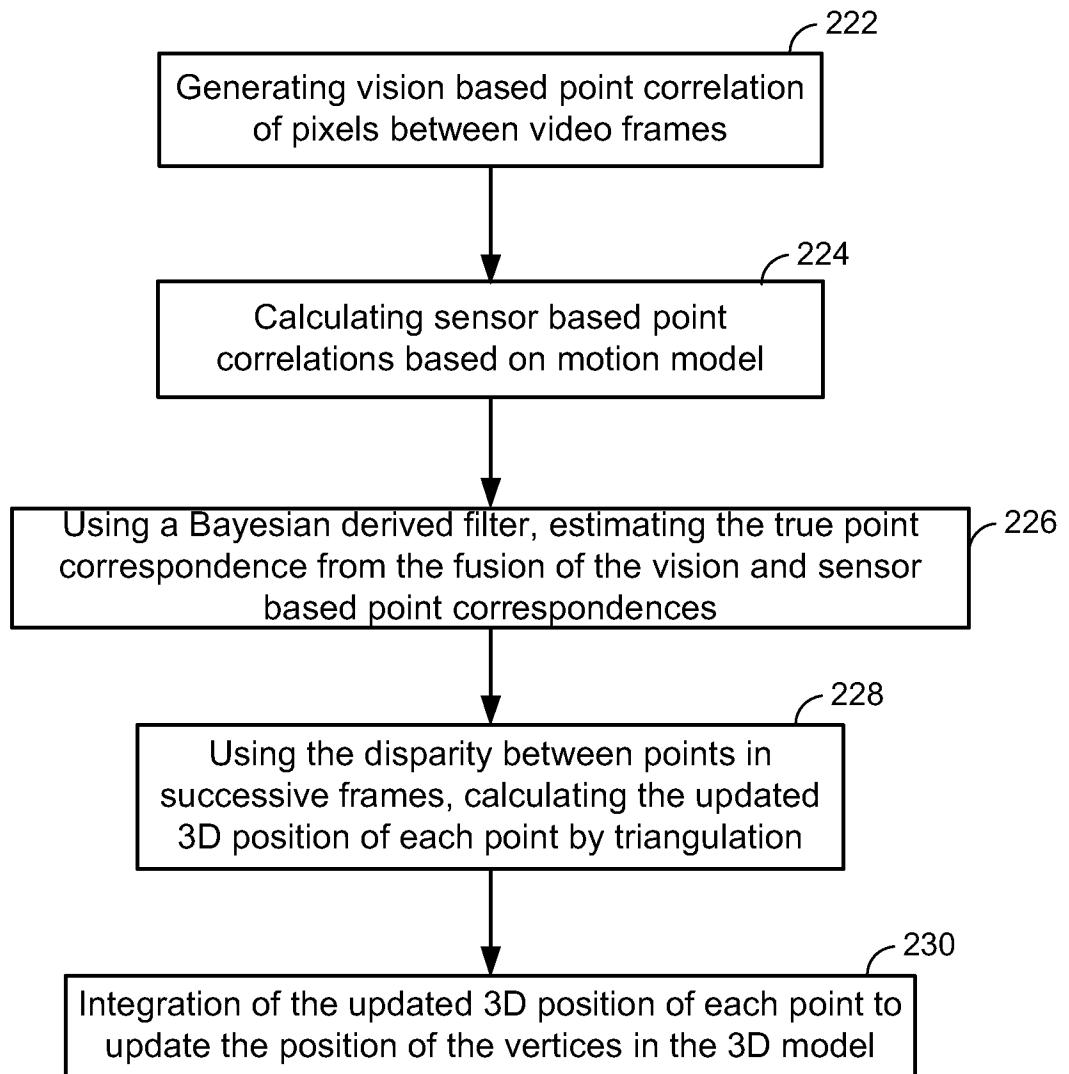 222
Generating vision based point correlation
of pixels between video frames
224
Calculating sensor based point
correlations based on motion model
226
Using a Bayesian derived filter, estimating the true point
correspondence from the fusion of the vision and sensor
based point correspondences
228
Using the disparity between points in
successive frames, calculating the updated
3D position of each point by triangulation
230
Integration of the updated 3D position of each point to
update the position of the vertices in the 3D model